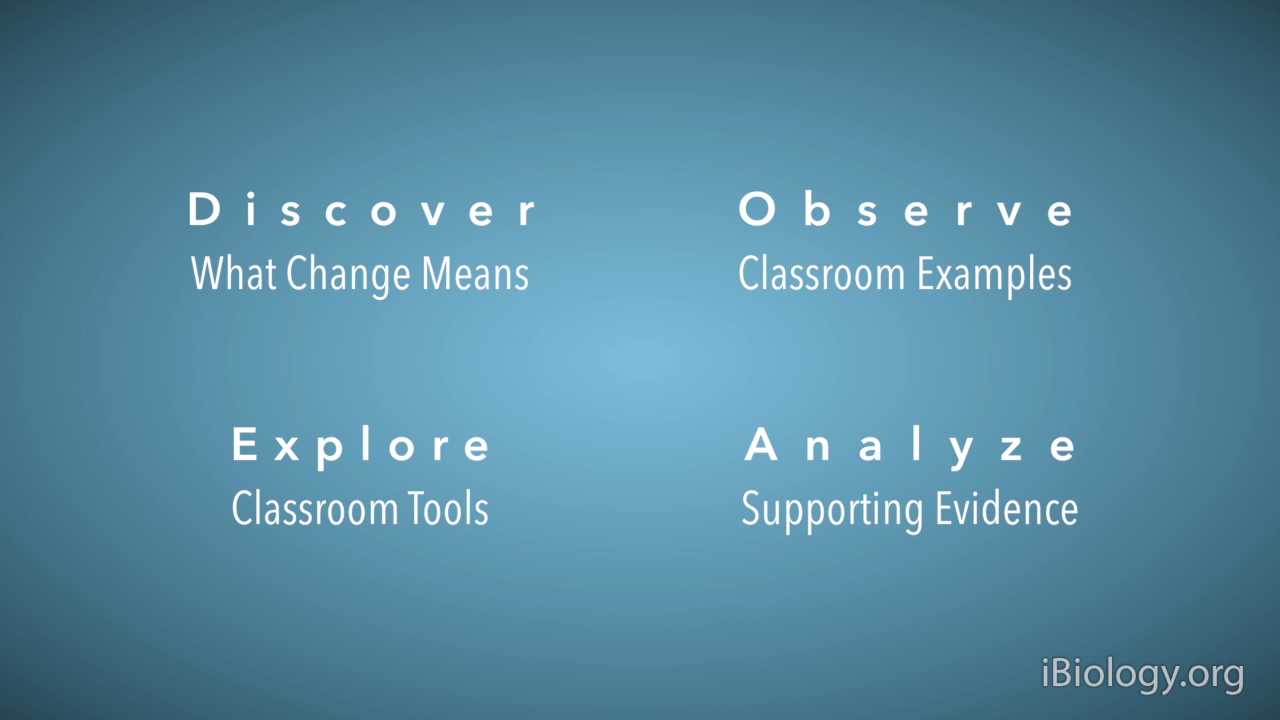 Discover
What Change Means
Observe
Classroom Examples
Explore
Classroom Tools
Analyze
Supporting Evidence
iBiology.org